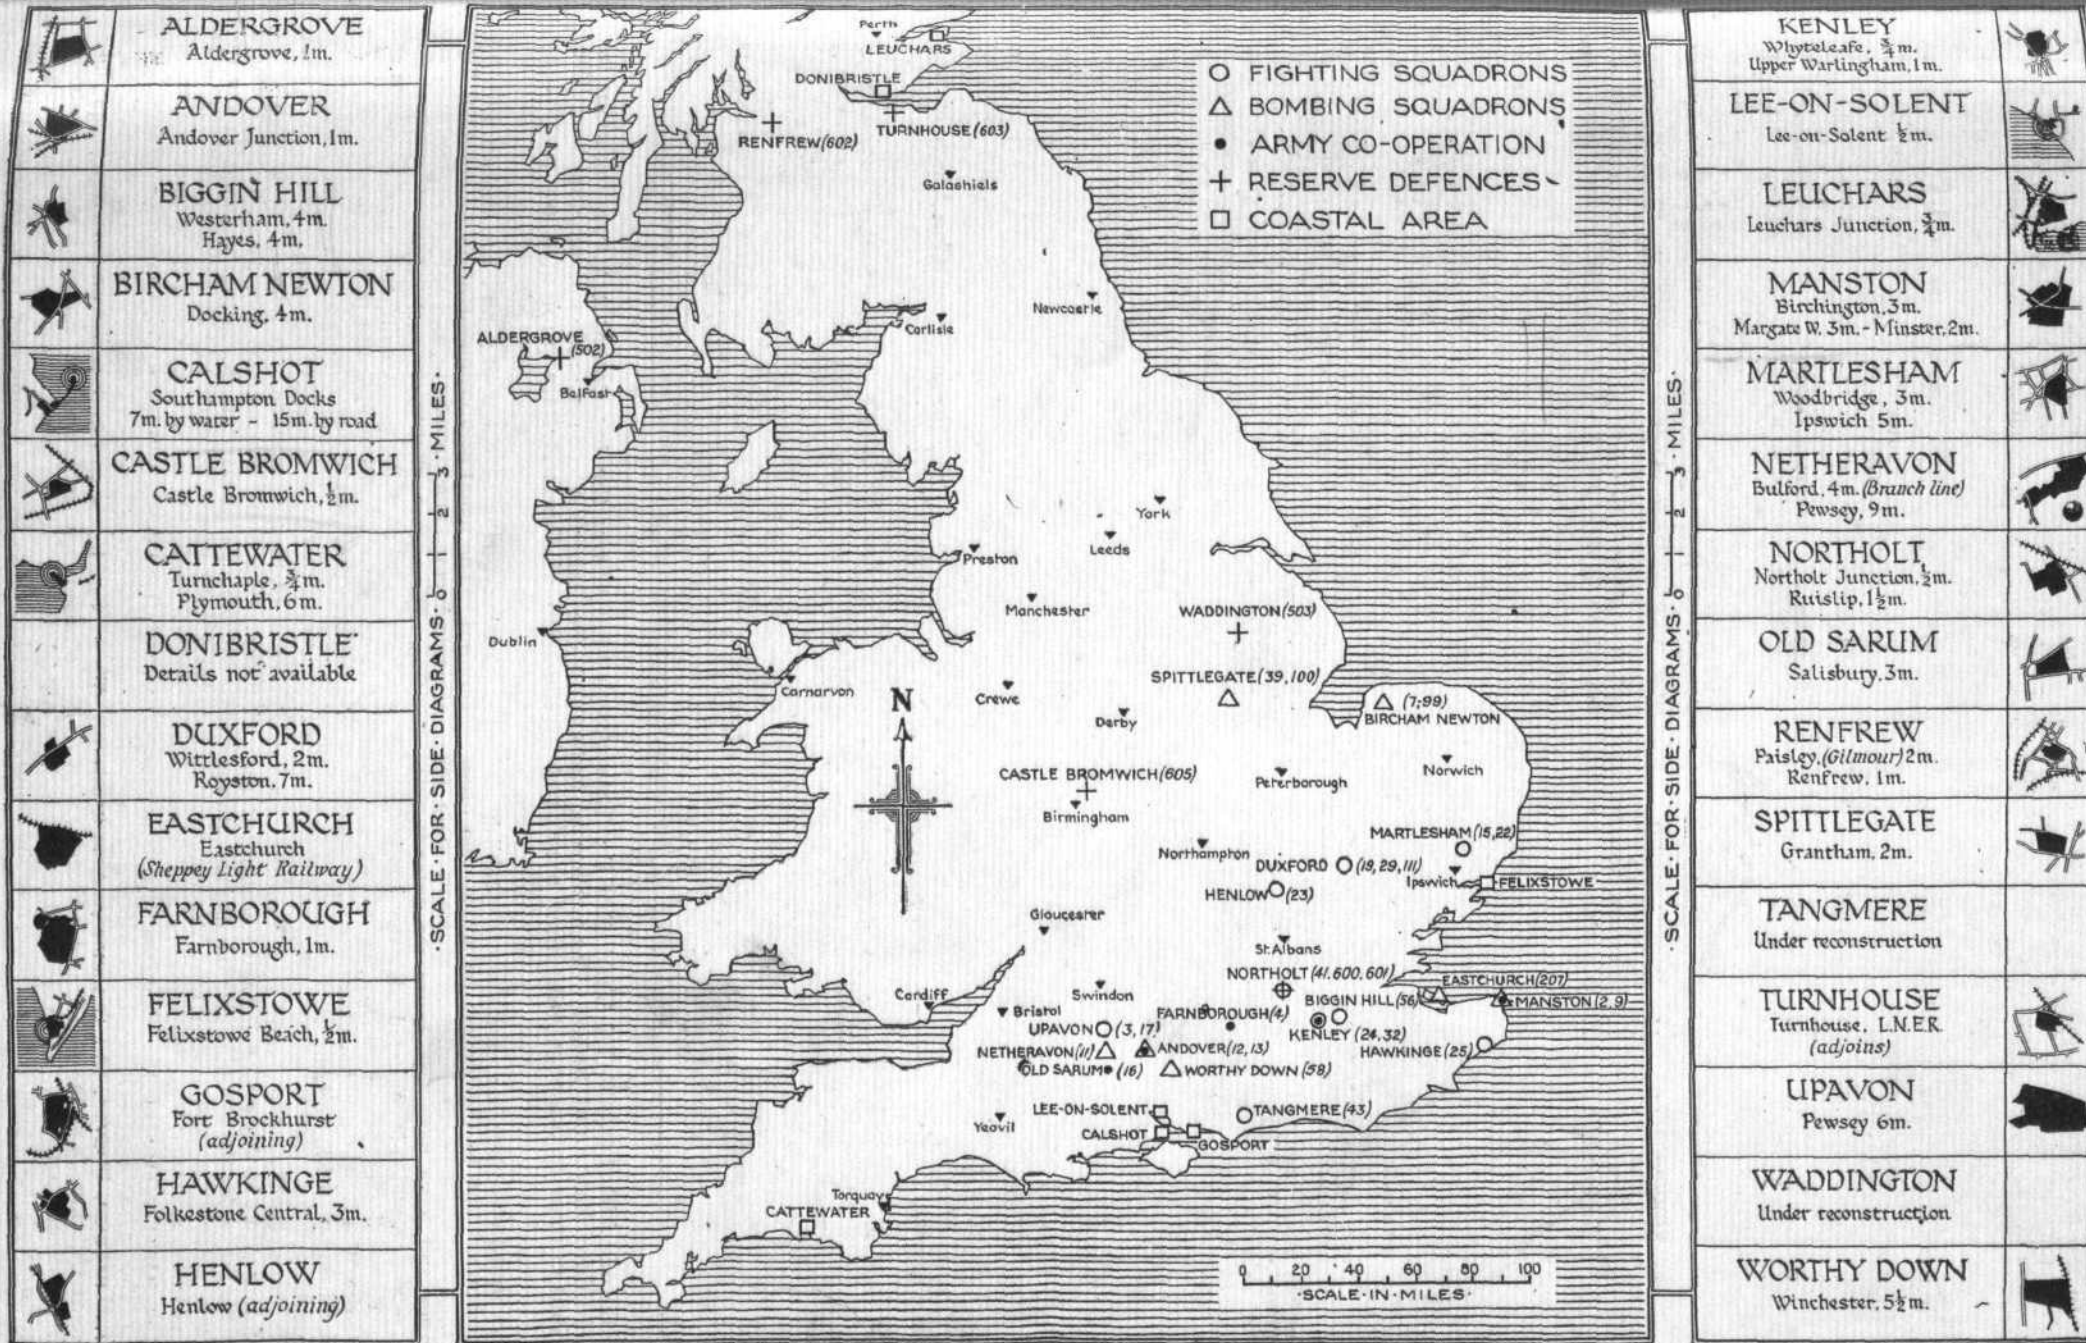 ALDERGROVE
Aldergrove, 1m.
ANDOVER
Andover Junction, 1m.
BIGGIN HILL
Westerham, 4m.
Hayes, 4m.
BIRCHAM NEWTON
Docking, 4m.
CALSHOT
Southampton Docks
7m. by water - 15m. by road
CASTLE BROMWICH
Castle Bromwich, ½m.
CATTEWATER
Turnchaple, ¾m.
Plymouth, 6m.
DONIBRISTLE
Details not available
DUXFORD
Wittlesford, 2m.
Royston, 7m.
EASTCHURCH
Eastchurch
(Sheppey Light Railway)
FARNBOROUGH
Farnborough, 1m.
FELIXSTOWE
Felixstowe Beach, ½m.
GOSPORT
Fort Brockhurst
(adjoining)
HAWKINGE
Folkestone Central, 3m.
HENLOW
Henlow (adjoining)
·SCALE·FOR·SIDE·DIAGRAMS· 0 1 2 3 ·MILES·
Perth
LEUCHARS
DONIBRISTLE
RENFREW (602)
TURNHOUSE (603)
Galashiels
○ FIGHTING SQUADRONS
△ BOMBING SQUADRONS
● ARMY CO-OPERATION
+ RESERVE DEFENCES
□ COASTAL AREA
Newcastle
Carlisle
ALDERGROVE
(502)
Belfast
York
Leeds
Preston
Manchester
WADDINGTON (503)
Dublin
SPITTLEGATE (39, 100)
Carnarvon
N
Crewe
Derby
(7; 99)
BIRCHAM NEWTON
CASTLE BROMWICH (605)
Birmingham
Peterborough
Norwich
MARTLESHAM (15, 22)
Northampton
DUXFORD (19, 29, 111)
Ipswich
FELIXSTOWE
HENLOW (23)
Gloucester
St. Albans
NORTHOLT (41, 600, 601)
EASTCHURCH (207)
Cardiff
Swindon
BIGGIN HILL (56)
MANSTON (2, 9)
Bristol
FARNBOROUGH (4)
UPAVON (3, 17)
KENLEY (24, 32)
NETHERAVON (11)
ANDOVER (12, 13)
HAWKINGE (25)
OLD SARUM (16)
WORTHY DOWN (58)
LEE-ON-SOLENT
TANGMERE (43)
Yeovil
CALSHOT
GOSPORT
Torquay
CATTEWATER
0 20 40 60 80 100
·SCALE·IN·MILES·
·SCALE·FOR·SIDE·DIAGRAMS· 0 1 2 3 ·MILES·
KENLEY
Whyteleafe, ¾m.
Upper Warlingham, 1m.
LEE-ON-SOLENT
Lee-on-Solent ½m.
LEUCHARS
Leuchars Junction, ¾m.
MANSTON
Birchington, 3m.
Margate W. 3m. - Minster, 2m.
MARTLESHAM
Woodbridge, 3m.
Ipswich 5m.
NETHERAVON
Bulford, 4m. (Branch line)
Pewsey, 9m.
NORTHOLT
Northolt Junction, ½m.
Ruislip, 1½m.
OLD SARUM
Salisbury, 3m.
RENFREW
Paisley, (Gilmour) 2m.
Renfrew, 1m.
SPITTLEGATE
Grantham, 2m.
TANGMERE
Under reconstruction
TURNHOUSE
Turnhouse, L.N.E.R.
(adjoins)
UPAVON
Pewsey 6m.
WADDINGTON
Under reconstruction
WORTHY DOWN
Winchester, 5½m.